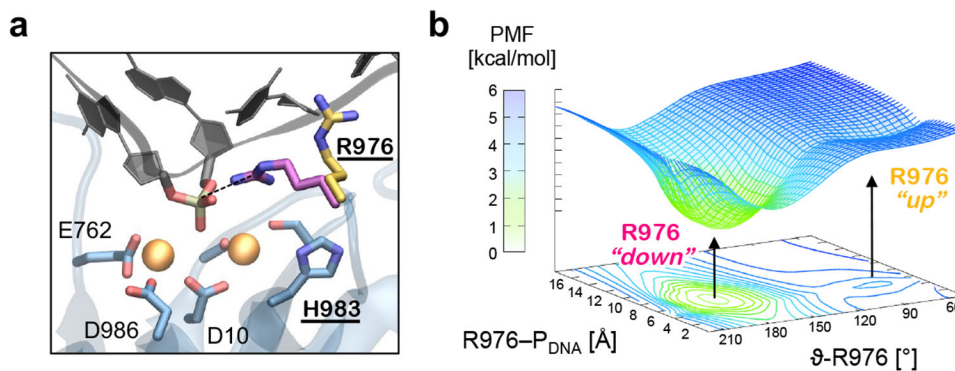 a
R976
E762
D986
D10
H983
b
PMF
[kcal/mol]
6
5
4
3
2
1
0
R976
"up"
R976
"down"
16
14
12
10
8
6
4
2
210
180
150
120
90
60
R976–PDNA [Å]
ϑ-R976 [°]